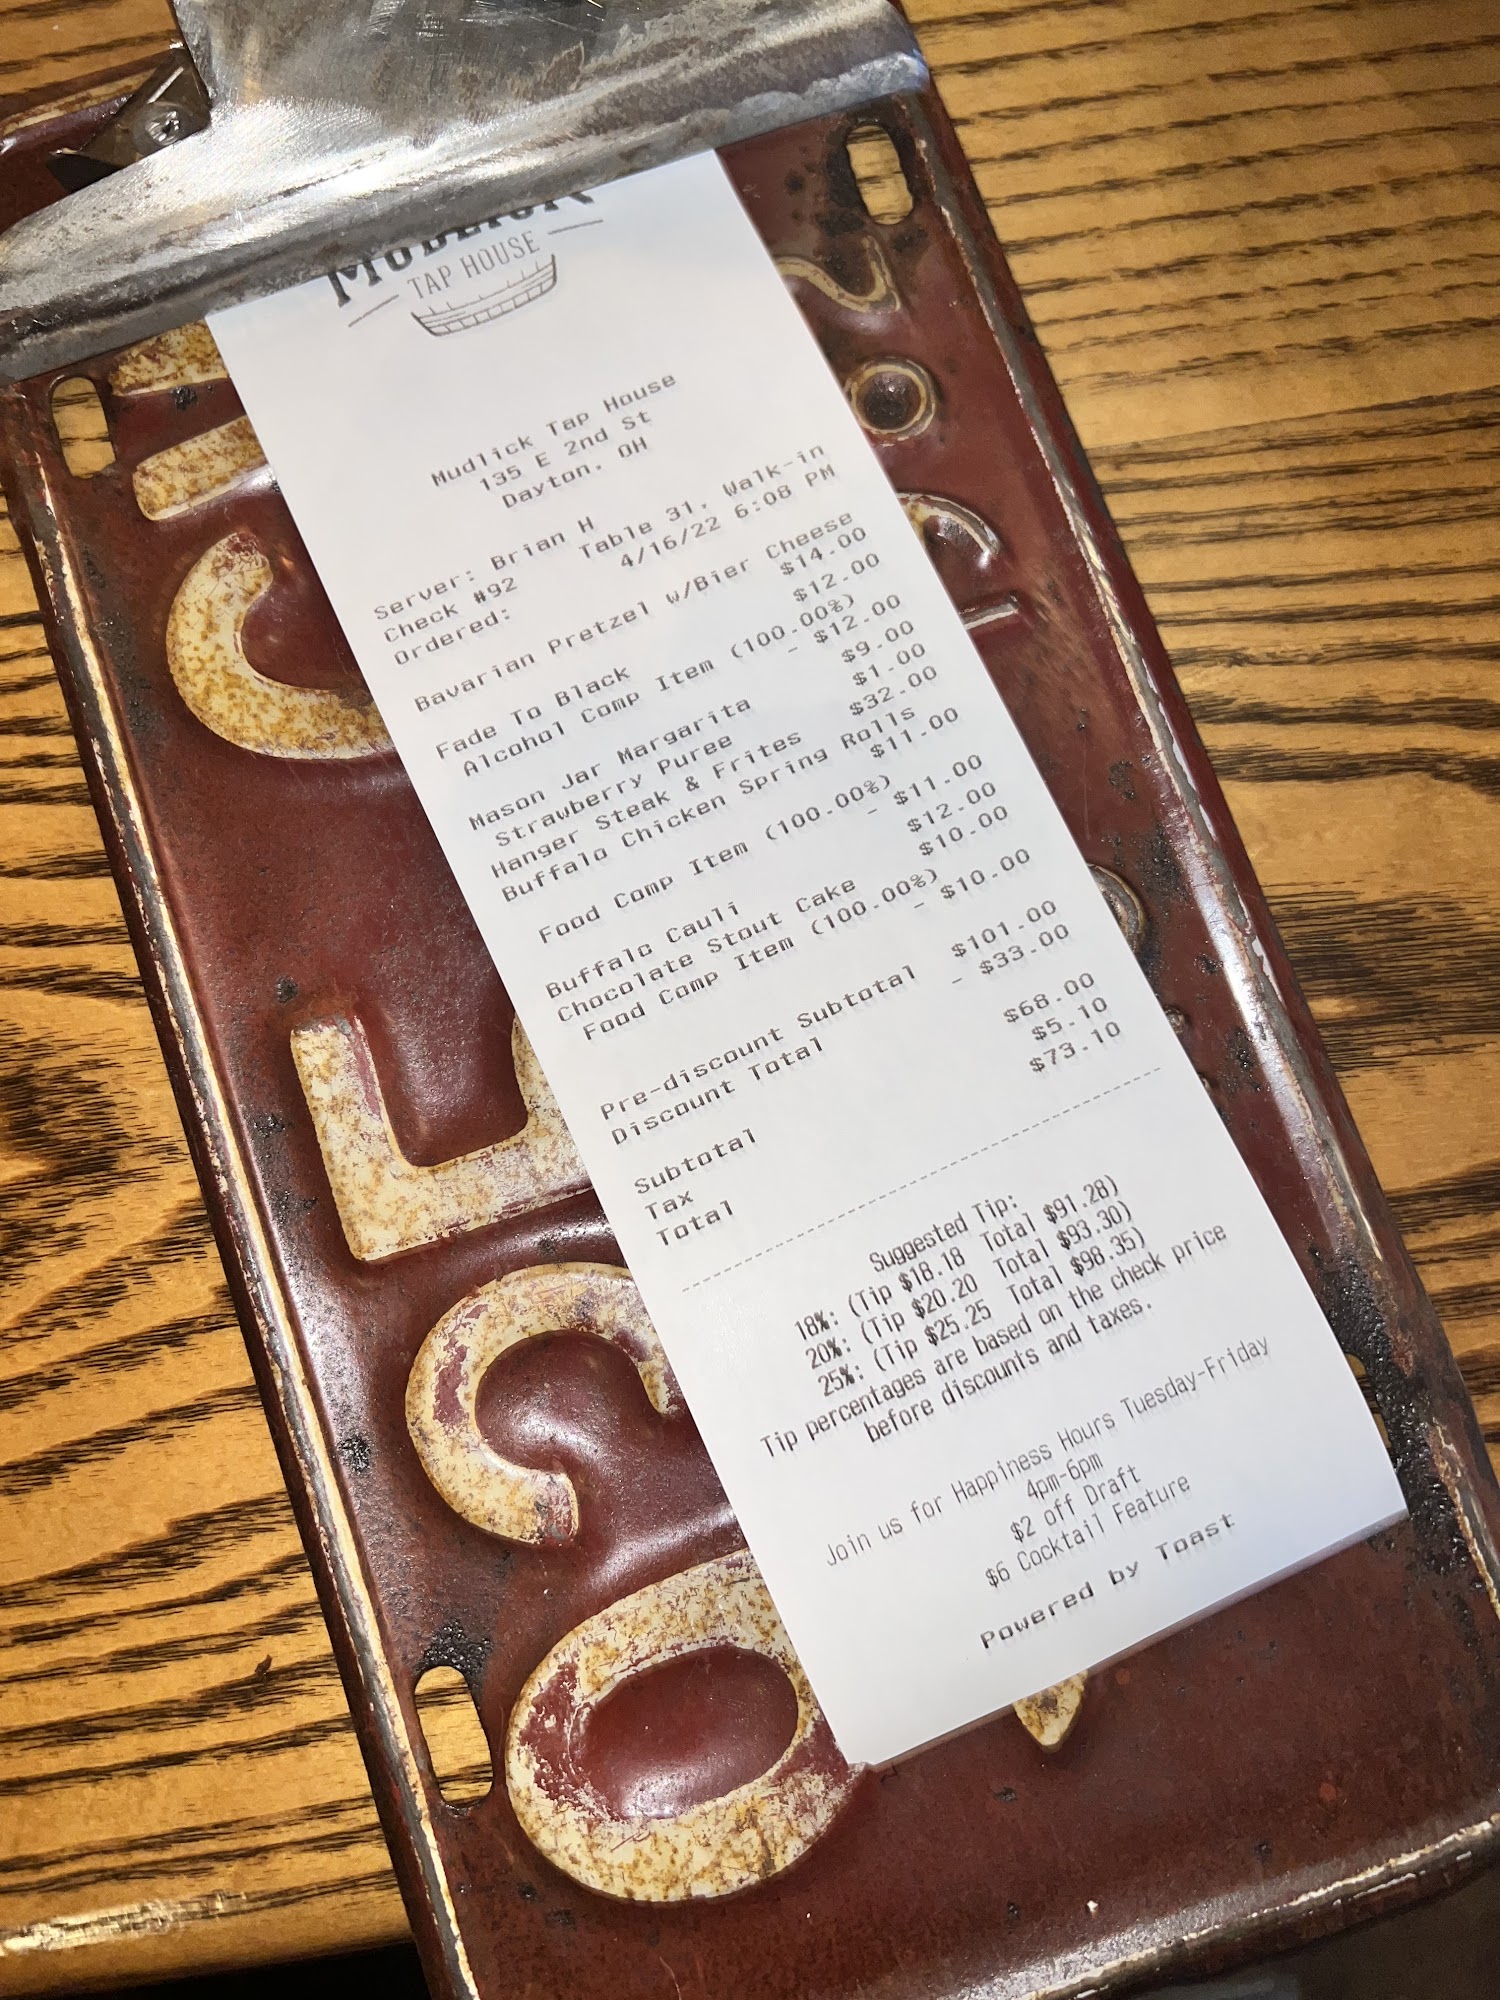 MUDLICK
TAP HOUSE
Mudlick Tap House
135 E 2nd St
Dayton, OH
Server: Brian H
Check #92 Table 31, Walk-in
Ordered: 4/16/22 6:08 PM
Bavarian Pretzel w/Bier Cheese
$14.00
Fade To Black $12.00
Alcohol Comp Item (100.00%)
- $12.00
Mason Jar Margarita $9.00
Strawberry Puree $1.00
Hanger Steak & Frites $32.00
Buffalo Chicken Spring Rolls
$11.00
Food Comp Item (100.00%)
- $11.00
Buffalo Cauli $12.00
Chocolate Stout Cake $10.00
Food Comp Item (100.00%)
- $10.00
Pre-discount Subtotal $101.00
Discount Total - $33.00
Subtotal $68.00
Tax $5.10
Total $73.10
Suggested Tip:
18%: (Tip $18.18 Total $91.28)
20%: (Tip $20.20 Total $93.30)
25%: (Tip $25.25 Total $98.35)
Tip percentages are based on the check price
before discounts and taxes.
Join us for Happiness Hours Tuesday-Friday
4pm-6pm
$2 off Draft
$6 Cocktail Feature
Powered by Toast